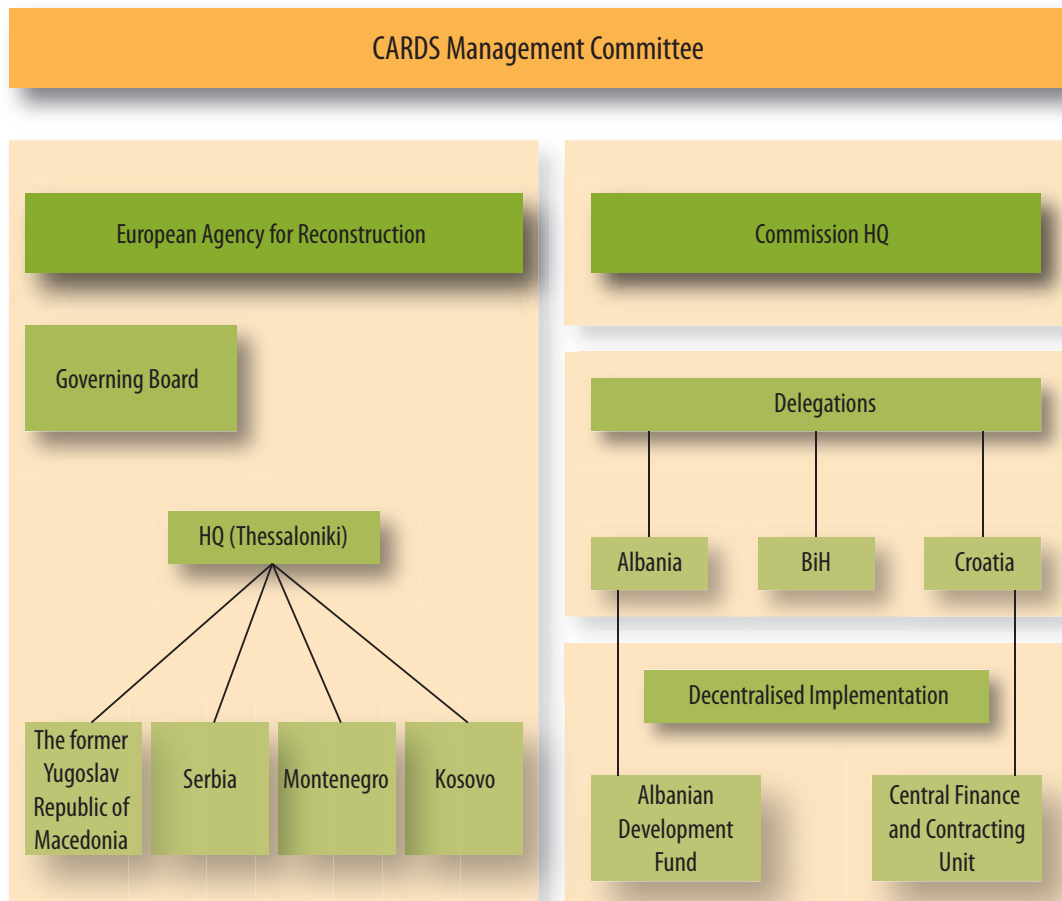 CARDS Management Committee
European Agency for Reconstruction
Governing Board
HQ (Thessaloniki)
The former
Yugoslav
Republic of
Macedonia
Serbia
Montenegro
Kosovo
Commission HQ
Delegations
Albania
BiH
Croatia
Decentralised Implementation
Albanian
Development
Fund
Central Finance
and Contracting
Unit